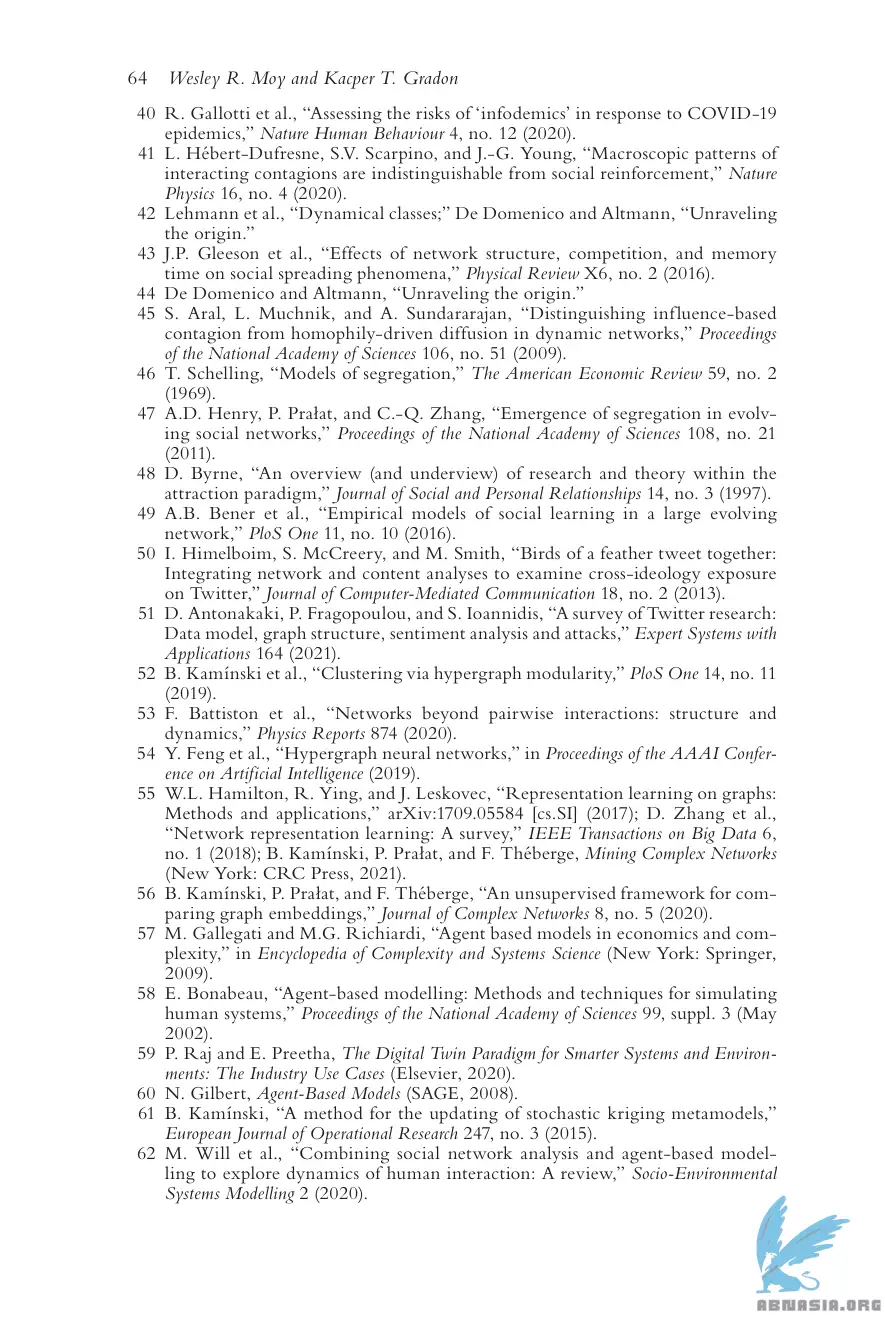 64 Wesley R. Moy and Kacper T. Gradon
40 R. Gallotti et al., “Assessing the risks of ‘infodemics’ in response to COVID-19
epidemics,” Nature Human Behaviour 4, no. 12 (2020).
41 L. Hébert-Dufresne, S.V. Scarpino, and J.-G. Young, “Macroscopic patterns of
interacting contagions are indistinguishable from social reinforcement,” Nature
Physics 16, no. 4 (2020).
42 Lehmann et al., “Dynamical classes;” De Domenico and Altmann, “Unraveling
the origin.”
43 J.P. Gleeson et al., “Effects of network structure, competition, and memory
time on social spreading phenomena,” Physical Review X6, no. 2 (2016).
44 De Domenico and Altmann, “Unraveling the origin.”
45 S. Aral, L. Muchnik, and A. Sundararajan, “Distinguishing influence-based
contagion from homophily-driven diffusion in dynamic networks,” Proceedings
of the National Academy of Sciences 106, no. 51 (2009).
46 T. Schelling, “Models of segregation,” The American Economic Review 59, no. 2
(1969).
47 A.D. Henry, P. Prałat, and C.-Q. Zhang, “Emergence of segregation in evolv-
ing social networks,” Proceedings of the National Academy of Sciences 108, no. 21
(2011).
48 D. Byrne, “An overview (and underview) of research and theory within the
attraction paradigm,” Journal of Social and Personal Relationships 14, no. 3 (1997).
49 A.B. Bener et al., “Empirical models of social learning in a large evolving
network,” PloS One 11, no. 10 (2016).
50 I. Himelboim, S. McCreery, and M. Smith, “Birds of a feather tweet together:
Integrating network and content analyses to examine cross-ideology exposure
on Twitter,” Journal of Computer-Mediated Communication 18, no. 2 (2013).
51 D. Antonakaki, P. Fragopoulou, and S. Ioannidis, “A survey of Twitter research:
Data model, graph structure, sentiment analysis and attacks,” Expert Systems with
Applications 164 (2021).
52 B. Kamínski et al., “Clustering via hypergraph modularity,” PloS One 14, no. 11
(2019).
53 F. Battiston et al., “Networks beyond pairwise interactions: structure and
dynamics,” Physics Reports 874 (2020).
54 Y. Feng et al., “Hypergraph neural networks,” in Proceedings of the AAAI Confer-
ence on Artificial Intelligence (2019).
55 W.L. Hamilton, R. Ying, and J. Leskovec, “Representation learning on graphs:
Methods and applications,” arXiv:1709.05584 [cs.SI] (2017); D. Zhang et al.,
“Network representation learning: A survey,” IEEE Transactions on Big Data 6,
no. 1 (2018); B. Kamínski, P. Prałat, and F. Théberge, Mining Complex Networks
(New York: CRC Press, 2021).
56 B. Kamínski, P. Prałat, and F. Théberge, “An unsupervised framework for com-
paring graph embeddings,” Journal of Complex Networks 8, no. 5 (2020).
57 M. Gallegati and M.G. Richiardi, “Agent based models in economics and com-
plexity,” in Encyclopedia of Complexity and Systems Science (New York: Springer,
2009).
58 E. Bonabeau, “Agent-based modelling: Methods and techniques for simulating
human systems,” Proceedings of the National Academy of Sciences 99, suppl. 3 (May
2002).
59 P. Raj and E. Preetha, The Digital Twin Paradigm for Smarter Systems and Environ-
ments: The Industry Use Cases (Elsevier, 2020).
60 N. Gilbert, Agent-Based Models (SAGE, 2008).
61 B. Kamínski, “A method for the updating of stochastic kriging metamodels,”
European Journal of Operational Research 247, no. 3 (2015).
62 M. Will et al., “Combining social network analysis and agent-based model-
ling to explore dynamics of human interaction: A review,” Socio-Environmental
Systems Modelling 2 (2020).
ABNASIA.ORG